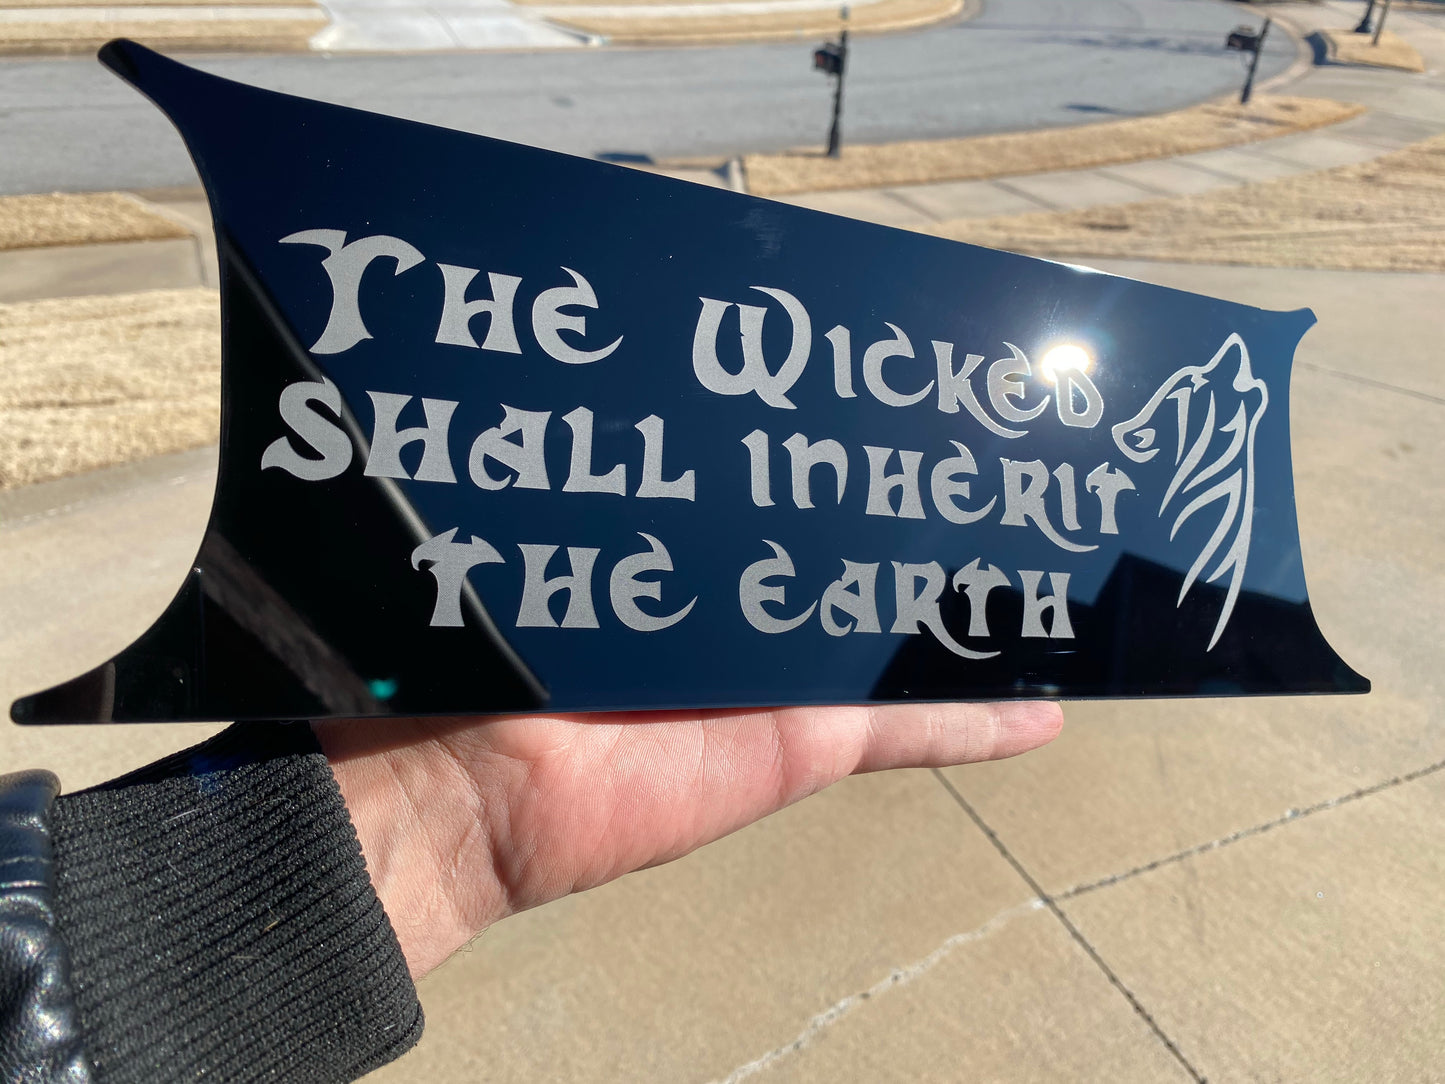 The Wicked
Shall inherit
the Earth